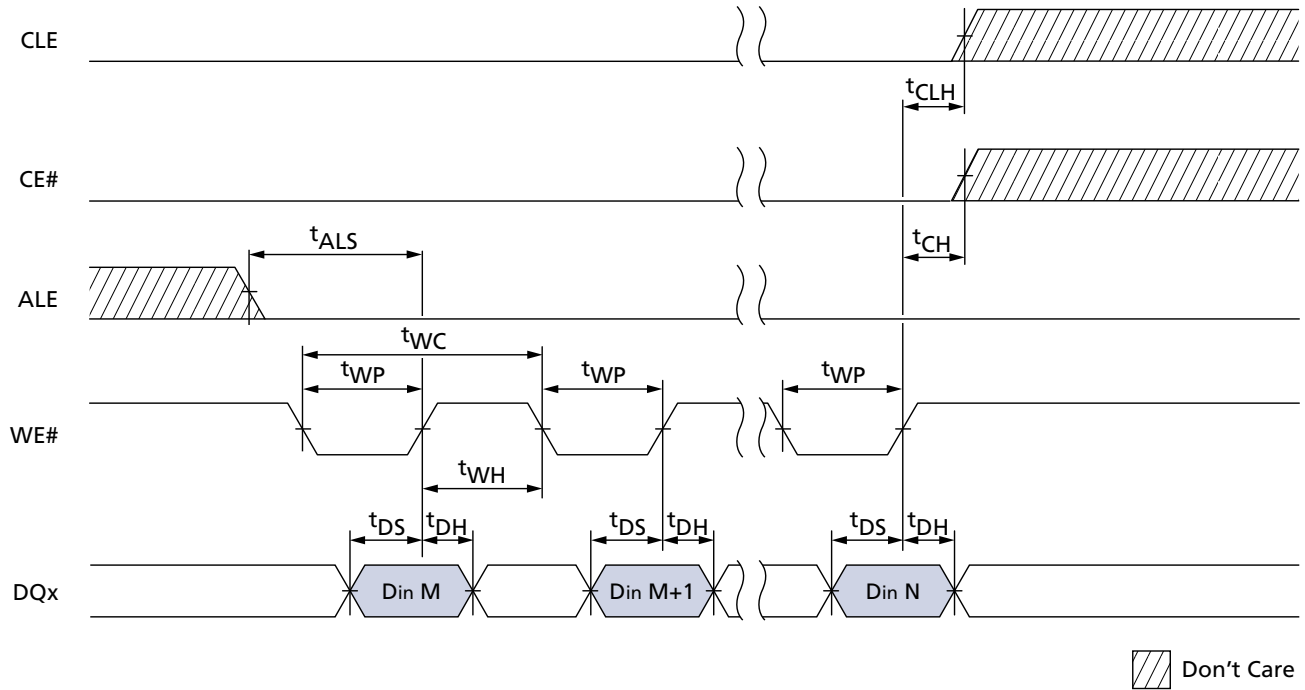 CLE
tCLH
CE#
tALS
tCH
ALE
tWC
tWP
tWP
tWP
WE#
tWH
tDS
tDH
tDS
tDH
tDS
tDH
DQx
Din M
Din M+1
Din N
Don't Care